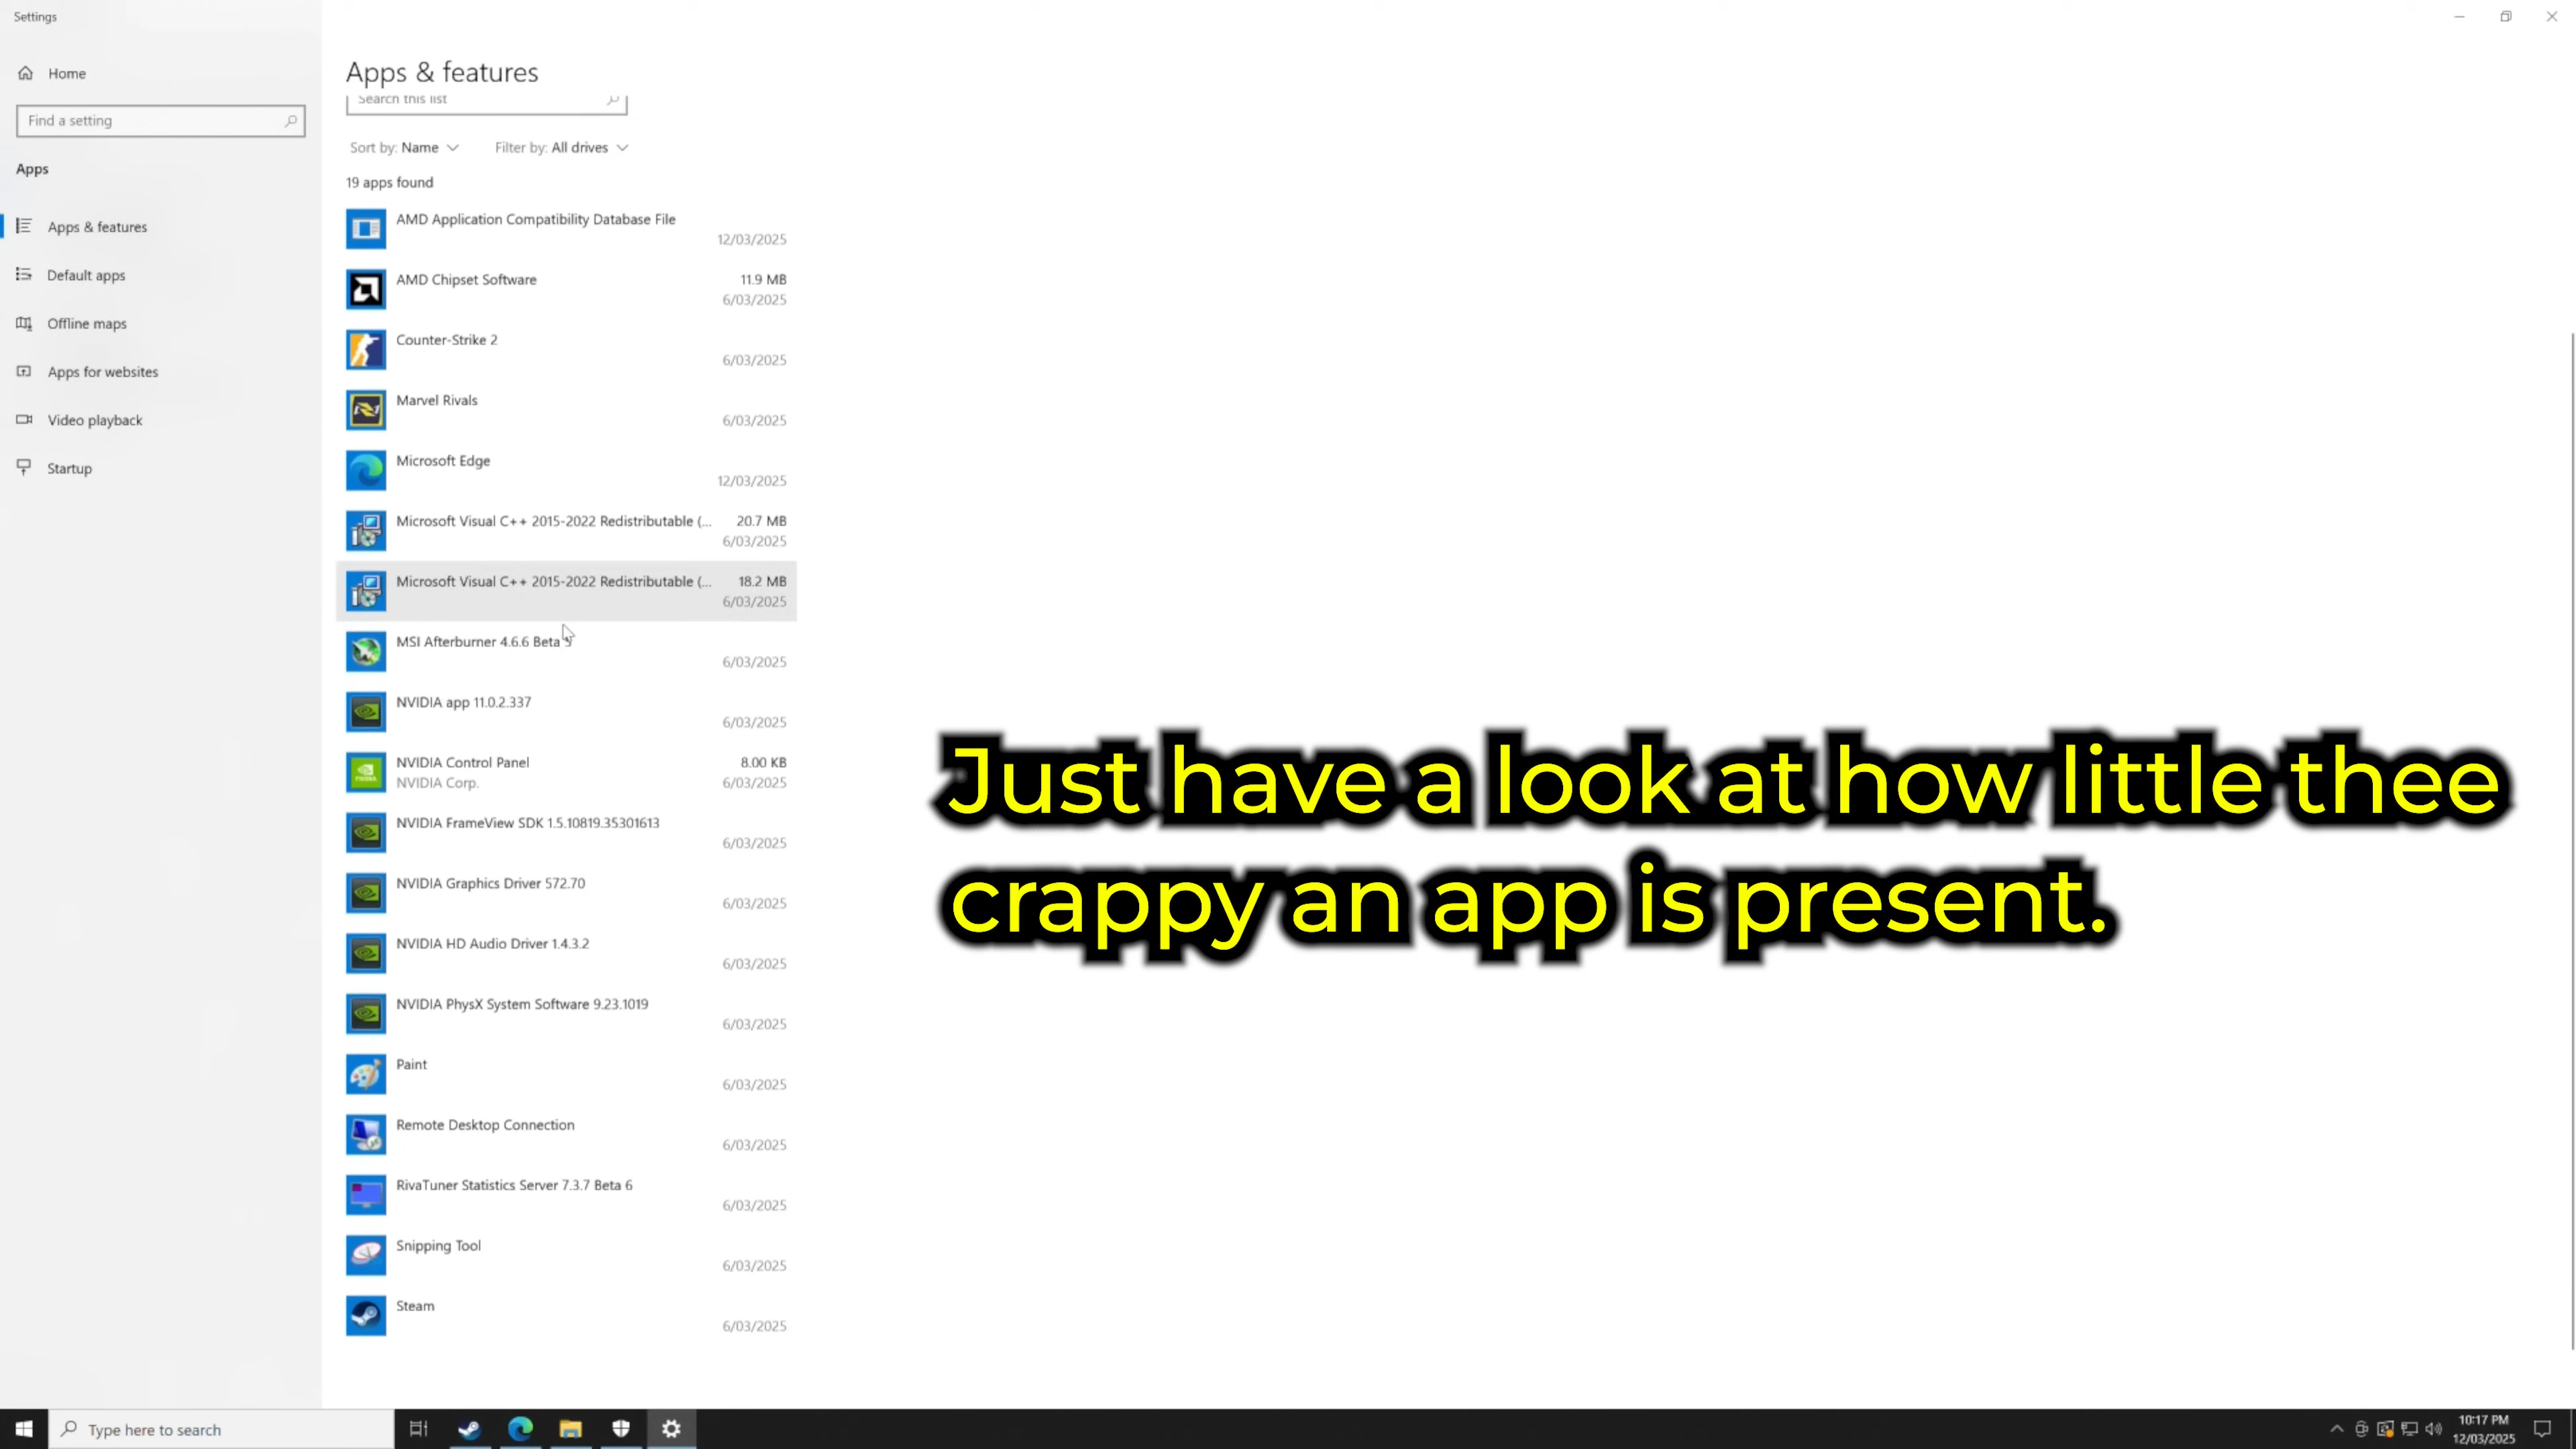 Settings
Home
Find a setting
Apps
Apps & features
Default apps
Offline maps
Apps for websites
Video playback
Startup
Apps & features
Search this list
Sort by: Name
Filter by: All drives
19 apps found
AMD Application Compatibility Database File
12/03/2025
AMD Chipset Software
11.9 MB
6/03/2025
Counter-Strike 2
6/03/2025
Marvel Rivals
6/03/2025
Microsoft Edge
12/03/2025
Microsoft Visual C++ 2015-2022 Redistributable (...
20.7 MB
6/03/2025
Microsoft Visual C++ 2015-2022 Redistributable (...
18.2 MB
6/03/2025
MSI Afterburner 4.6.6 Beta 5
6/03/2025
NVIDIA app 11.0.2.337
6/03/2025
NVIDIA Control Panel
8.00 KB
NVIDIA Corp.
6/03/2025
NVIDIA FrameView SDK 1.5.10819.35301613
6/03/2025
NVIDIA Graphics Driver 572.70
6/03/2025
NVIDIA HD Audio Driver 1.4.3.2
6/03/2025
NVIDIA PhysX System Software 9.23.1019
6/03/2025
Paint
6/03/2025
Remote Desktop Connection
6/03/2025
RivaTuner Statistics Server 7.3.7 Beta 6
6/03/2025
Snipping Tool
6/03/2025
Steam
6/03/2025
Just have a look at how little thee
crappy an app is present.
Type here to search
10:17 PM
12/03/2025